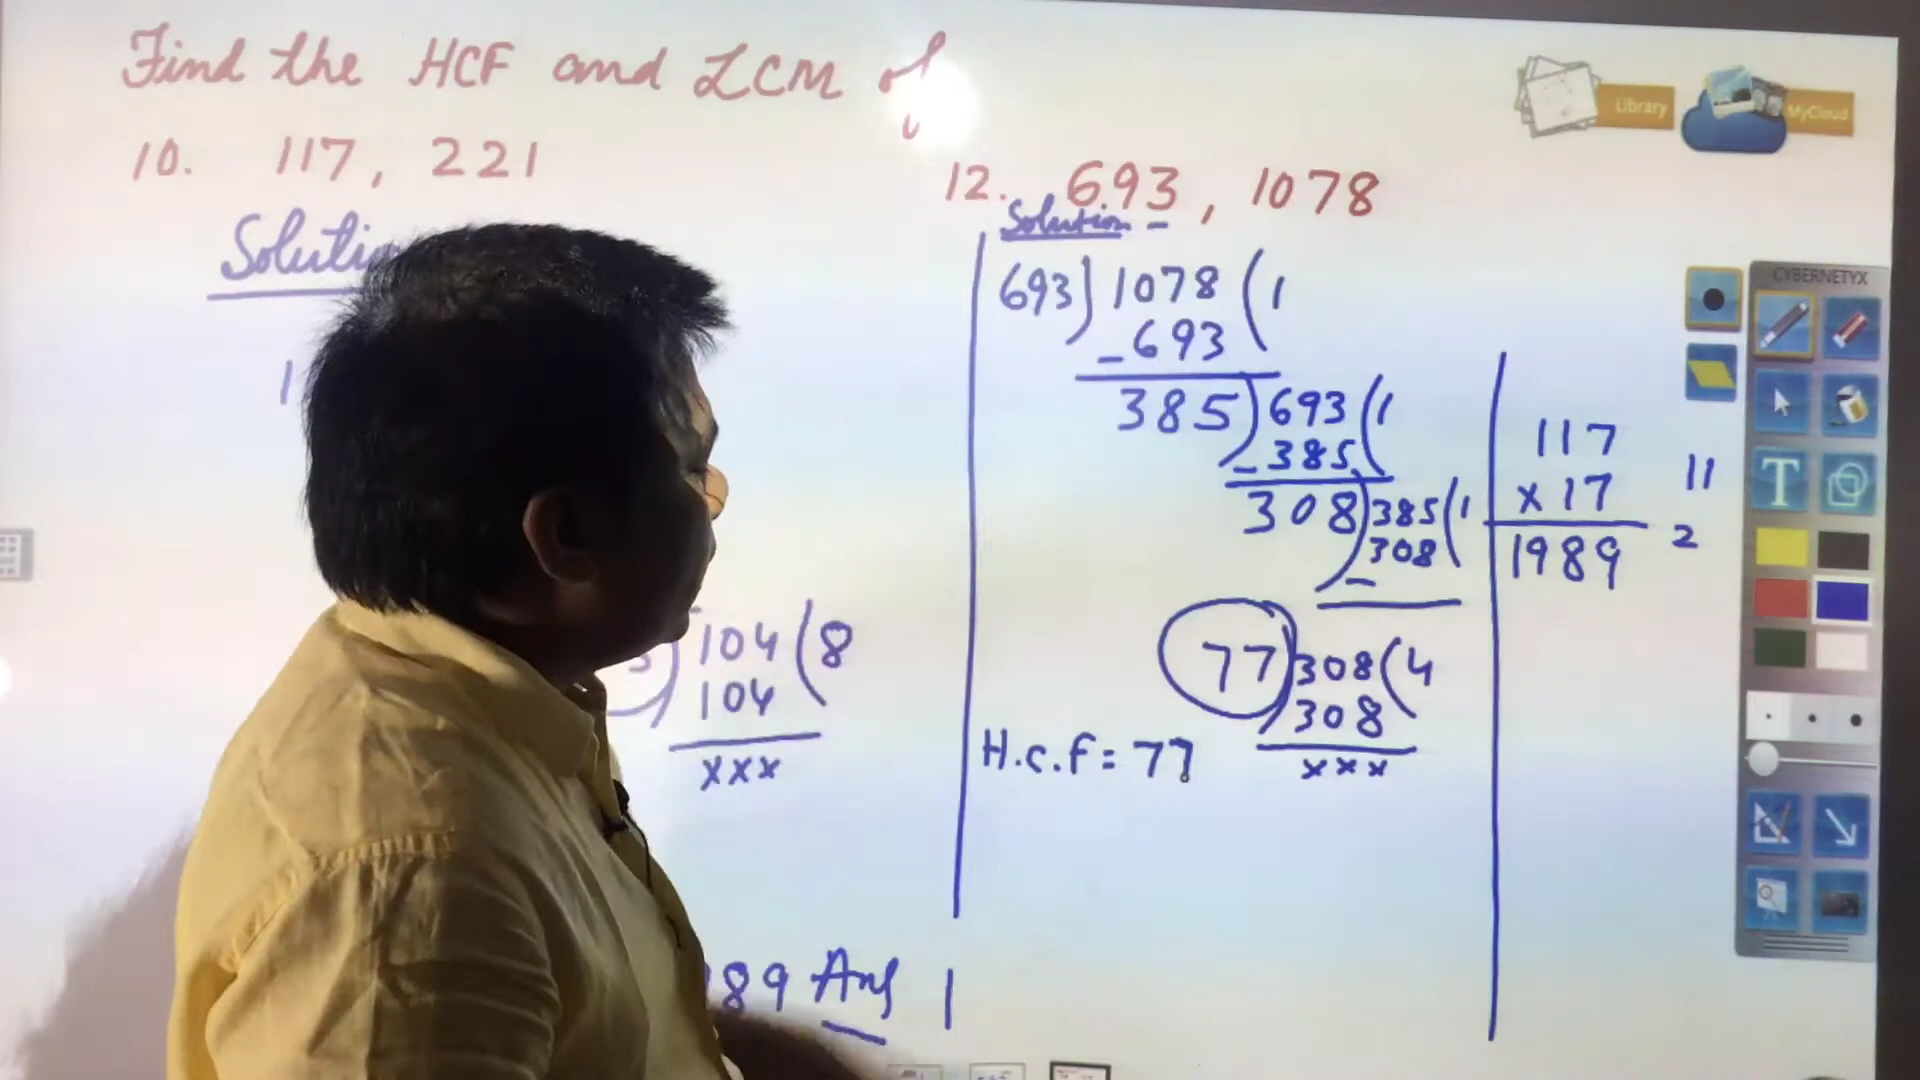 Find the HCF and LCM of
10. 117, 221
Solution
104 ( 8
104
xxx
89 Ans
12. 693, 1078
Solution
693 ) 1078 ( 1
- 693
385 ) 693 ( 1
- 385
308 ) 385 ( 1
- 308
77 ) 308 ( 4
308
xxx
H.c.f = 77
117
x 17
1989
11
2
Library
MyCloud
CYBERNETYX
T